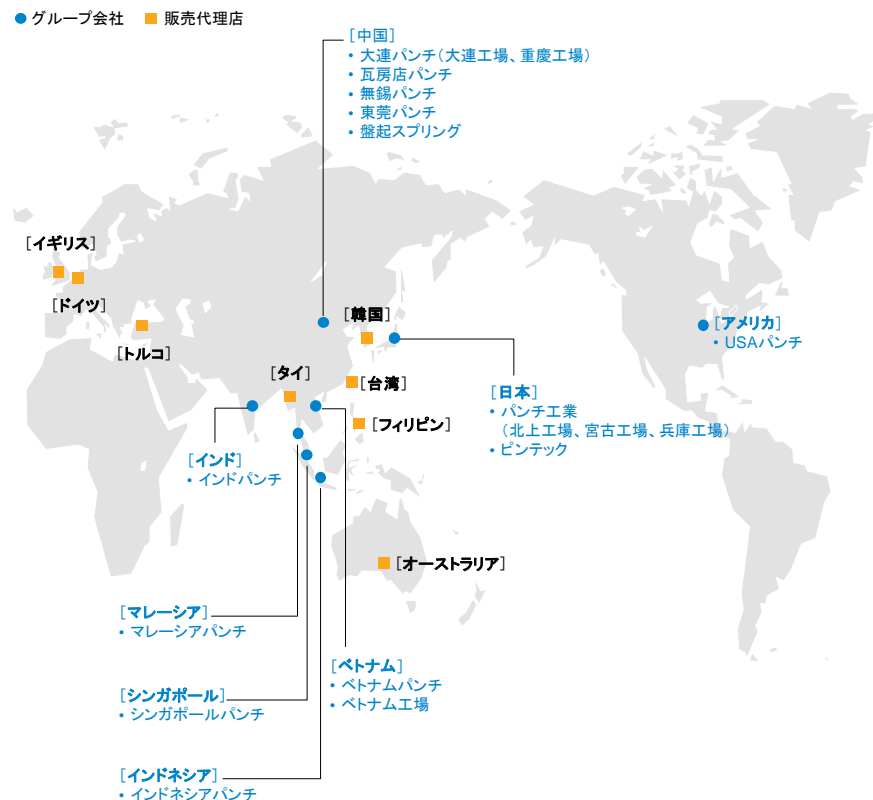 ● グループ会社 ■ 販売代理店
[中国]
• 大連パンチ(大連工場、重慶工場)
• 瓦房店パンチ
• 無錫パンチ
• 東莞パンチ
• 盤起スプリング
[イギリス]
[ドイツ]
[トルコ]
[韓国]
[アメリカ]
• USAパンチ
[タイ]
[台湾]
[日本]
• パンチ工業
(北上工場、宮古工場、兵庫工場)
• ピンテック
[フィリピン]
[インド]
• インドパンチ
[オーストラリア]
[マレーシア]
• マレーシアパンチ
[ベトナム]
• ベトナムパンチ
• ベトナム工場
[シンガポール]
• シンガポールパンチ
[インドネシア]
• インドネシアパンチ